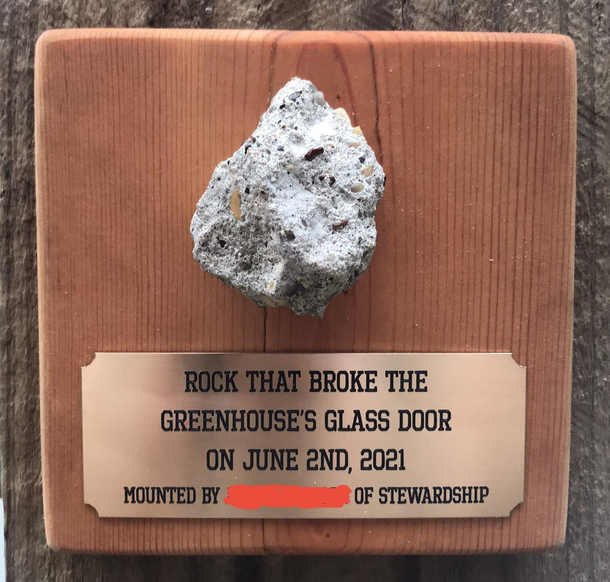 ROCK THAT BROKE THE
GREENHOUSE'S GLASS DOOR
ON JUNE 2ND, 2021
MOUNTED BY OF STEWARDSHIP